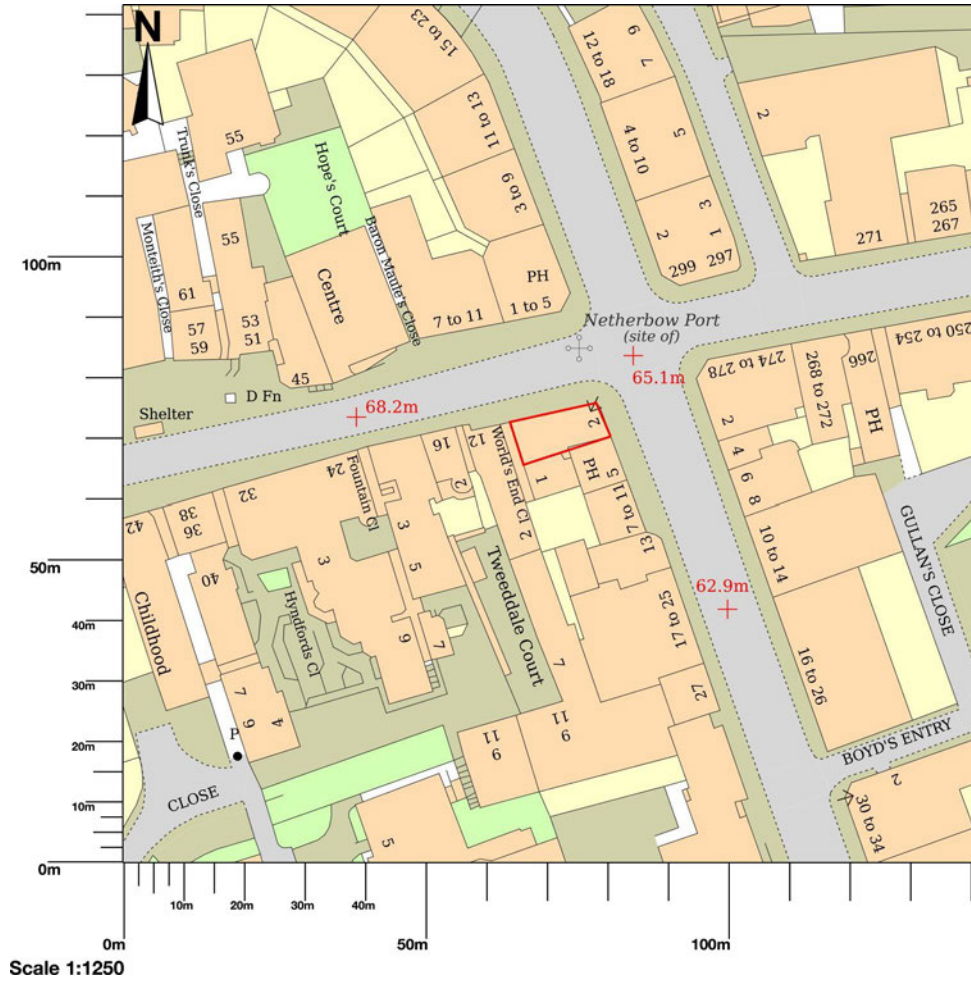 N
15 to 23
12 to 18
9
7
2
Trunk's Close
55
11 to 13
4 to 10
5
Hope's Court
3 to 9
Monteith's Close
55
Baron Maule's Close
3
2
1
265
267
271
61
Centre
PH
299
297
100m
57
59
53
51
7 to 11
1 to 5
Netherbow Port
(site of)
250 to 254
274 to 278
268 to 272
266
65.1m
45
D Fn
68.2m
Shelter
2
2
PH
16
12
World's End Cl
24
Fountain Cl
2
1
PH
5
4
6
8
32
38
36
42
3
2
7 to 11
13
10 to 14
GULLAN'S CLOSE
50m
3
5
40
Tweeddale Court
62.9m
Childhood
Hyndfords Cl
17 to 25
40m
6
7
7
16 to 26
30m
7
6
4
27
P
11
9
11
9
BOYD'S ENTRY
20m
CLOSE
2
10m
30 to 34
5
0m
10m
20m
30m
40m
0m
50m
100m
Scale 1:1250